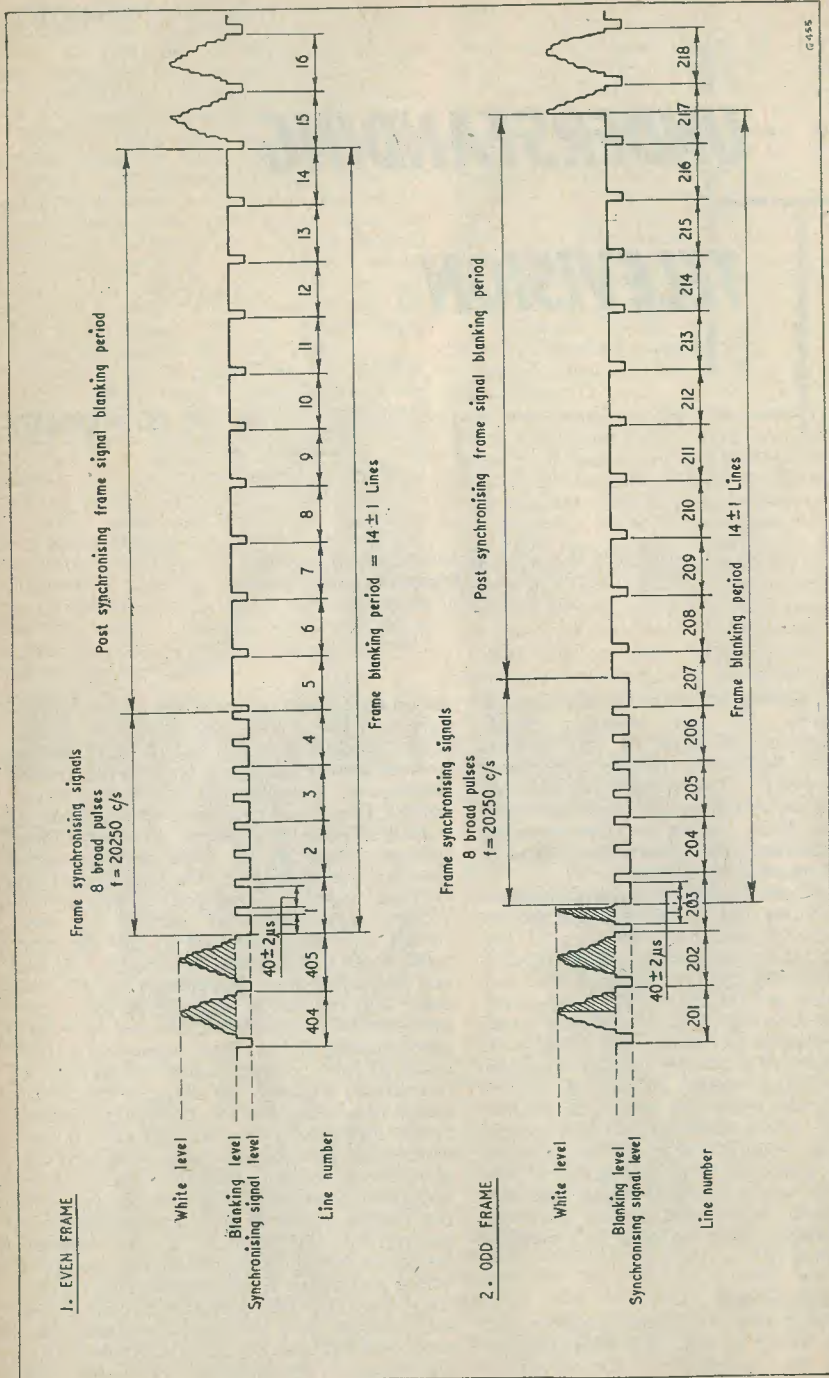 1. EVEN FRAME
Frame synchronising signals
8 broad pulses
f = 20250 c/s
Post synchronising frame signal blanking period
White level
Blanking level
Synchronising signal level
40±2µs
Line number
404 405 1 2 3 4 5 6 7 8 9 10 11 12 13 14 15 16
Frame blanking period = 14 ± 1 Lines
2. ODD FRAME
Frame synchronising signals
8 broad pulses
f = 20250 c/s
Post synchronising frame signal blanking period
White level
Blanking level
Synchronising signal level
40±2µs
Line number
201 202 203 204 205 206 207 208 209 210 211 212 213 214 215 216 217 218
Frame blanking period 14 ± 1 Lines
G455
TELEVISION